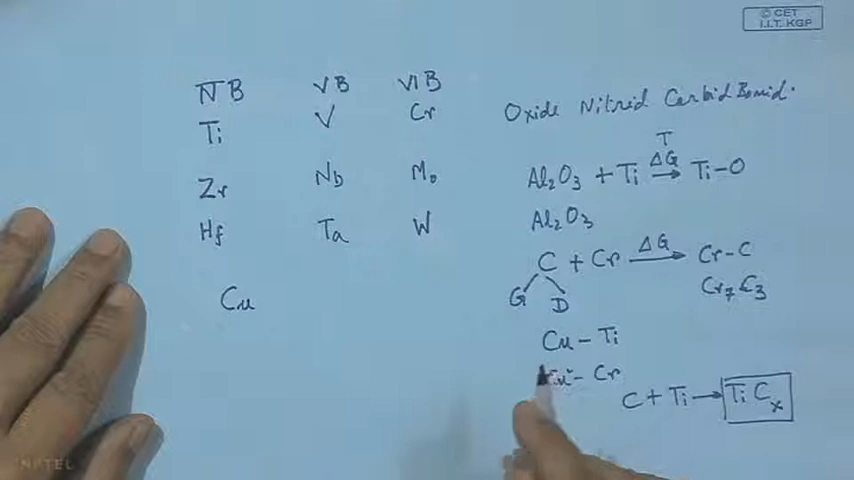 © CET
I.I.T. KGP
IVB VB VIB
Ti V Cr
Zr Nb Mo
Hf Ta W
Cu
Oxide Nitrid Carbid Borid.
T
Al₂O₃ + Ti ΔG→ Ti-O
Al₂O₃
C + Cr ΔG→ Cr-C
G D Cr₇C₃
Cu - Ti
Cu - Cr
C + Ti → TiCₓ
NPTEL